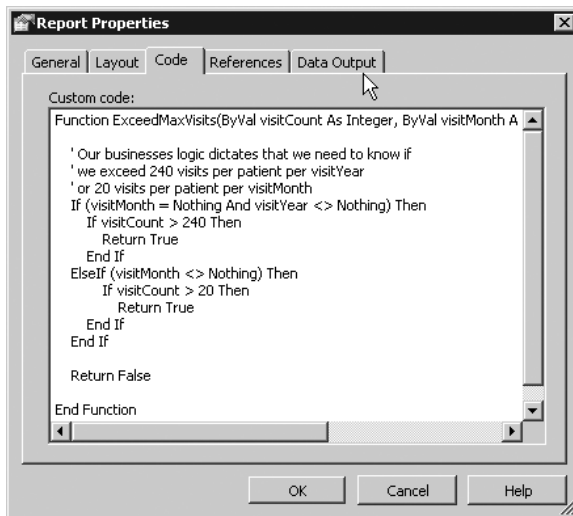 Report Properties
General Layout Code References Data Output
Custom code:
Function ExceedMaxVisits(ByVal visitCount As Integer, ByVal visitMonth A
' Our businesses logic dictates that we need to know if
' we exceed 240 visits per patient per visitYear
' or 20 visits per patient per visitMonth
If (visitMonth = Nothing And visitYear <> Nothing) Then
If visitCount > 240 Then
Return True
End If
ElseIf (visitMonth <> Nothing) Then
If visitCount > 20 Then
Return True
End If
End If
Return False
End Function
OK Cancel Help